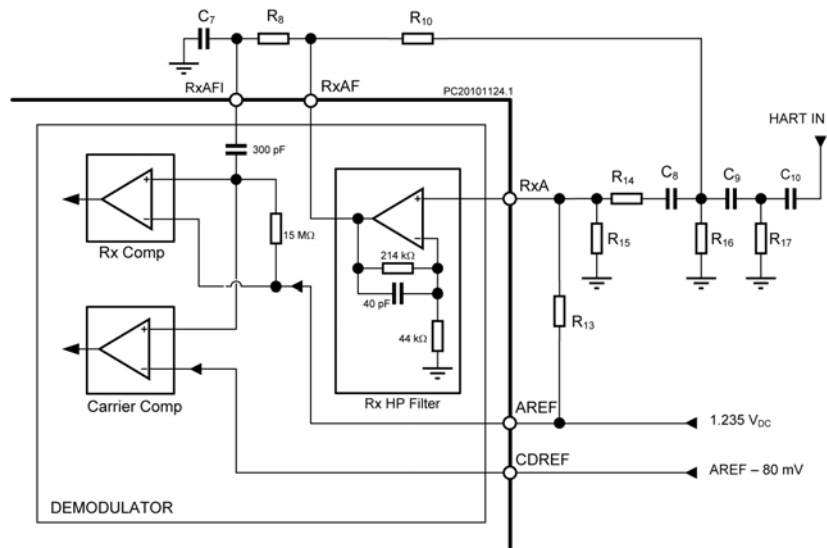 C7
R8
R10
RxAFI
RxAF
PC20101124.1
HART IN
300 pF
RxA
R14
C8
C9
C10
Rx Comp
15 MΩ
214 kΩ
40 pF
44 kΩ
R15
R16
R17
R13
Carrier Comp
Rx HP Filter
AREF
1.235 VDC
CDREF
AREF – 80 mV
DEMODULATOR